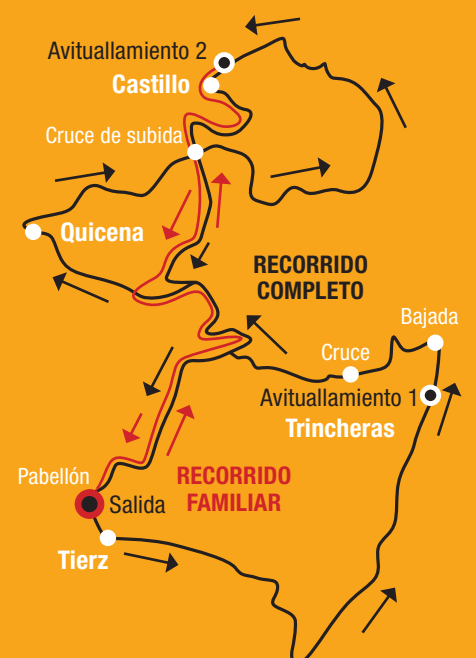 Avituallamiento 2
Castillo
Cruce de subida
Quicena
RECORRIDO
COMPLETO
Bajada
Cruce
Avituallamiento 1
Trincheras
Pabellón
RECORRIDO
FAMILIAR
Salida
Tierz